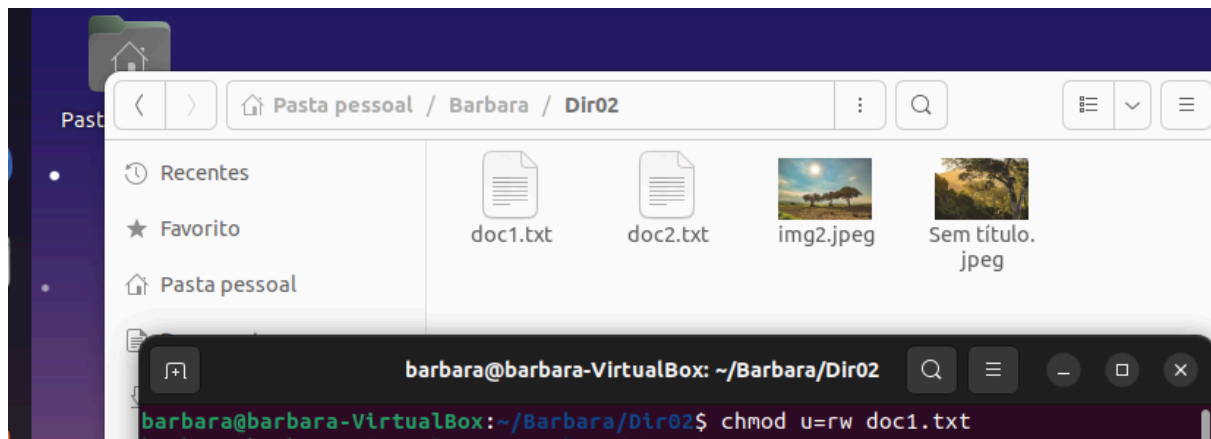 Past
Pasta pessoal / Barbara / Dir02
Recentes
Favorito
Pasta pessoal
doc1.txt
doc2.txt
img2.jpeg
Sem título.
jpeg
barbara@barbara-VirtualBox: ~/Barbara/Dir02
barbara@barbara-VirtualBox:~/Barbara/Dir02$ chmod u=rw doc1.txt